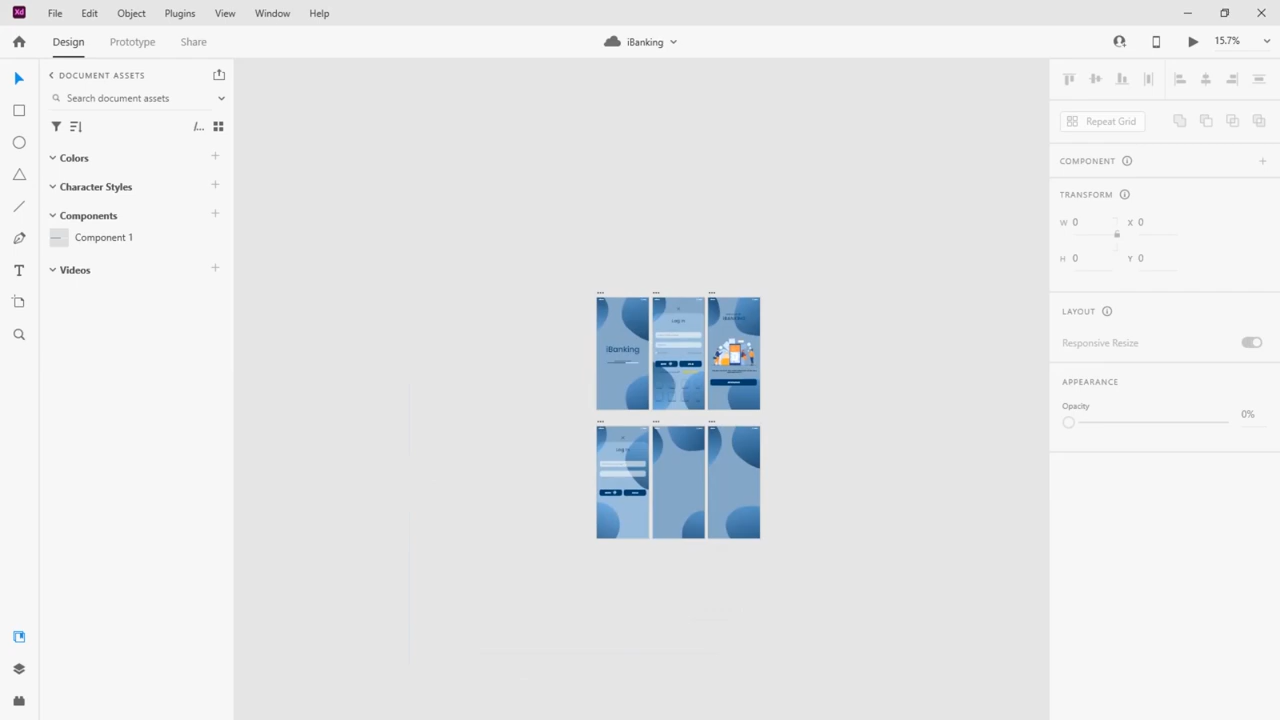 Xd File Edit Object Plugins View Window Help
Design Prototype Share iBanking 15.7%
DOCUMENT ASSETS
Search document assets
/...
Colors
Character Styles
Components
Component 1
Videos
Repeat Grid
COMPONENT
TRANSFORM
W 0 X 0
H 0 Y 0
LAYOUT
Responsive Resize
APPEARANCE
Opacity
0%
iBanking
Log In
Log In